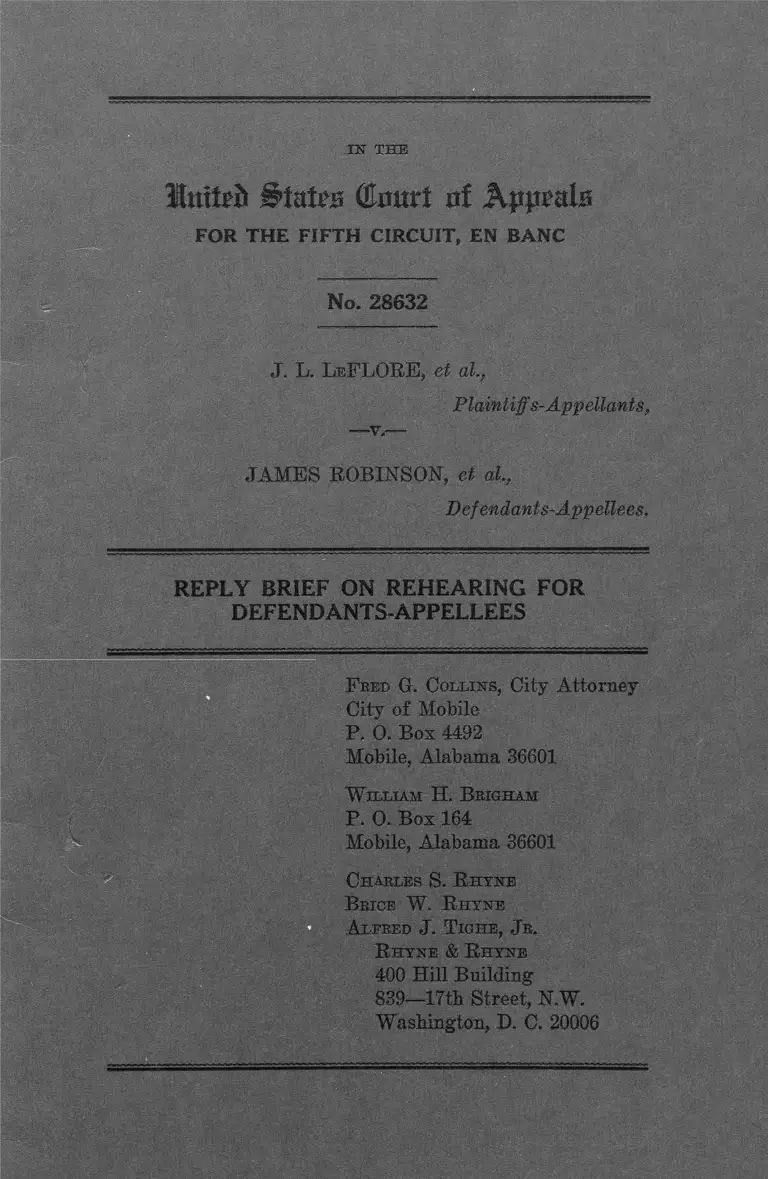 IN THE
United States Court of Appeals
FOR THE FIFTH CIRCUIT, EN BANC
No. 28632
J. L. LEFLORE, et al.,
Plaintiffs-Appellants,
—v.—
JAMES ROBINSON, et al.,
Defendants-Appellees.
REPLY BRIEF ON REHEARING FOR
DEFENDANTS-APPELLEES
FRED G. COLLINS, City Attorney
City of Mobile
P. O. Box 4492
Mobile, Alabama 36601
WILLIAM H. BRIGHAM
P. O. Box 164
Mobile, Alabama 36601
CHARLES S. RHYNE
BRICE W. RHYNE
ALFRED J. TIGHE, JR.
RHYNE & RHYNE
400 Hill Building
839—17th Street, N.W.
Washington, D. C. 20006